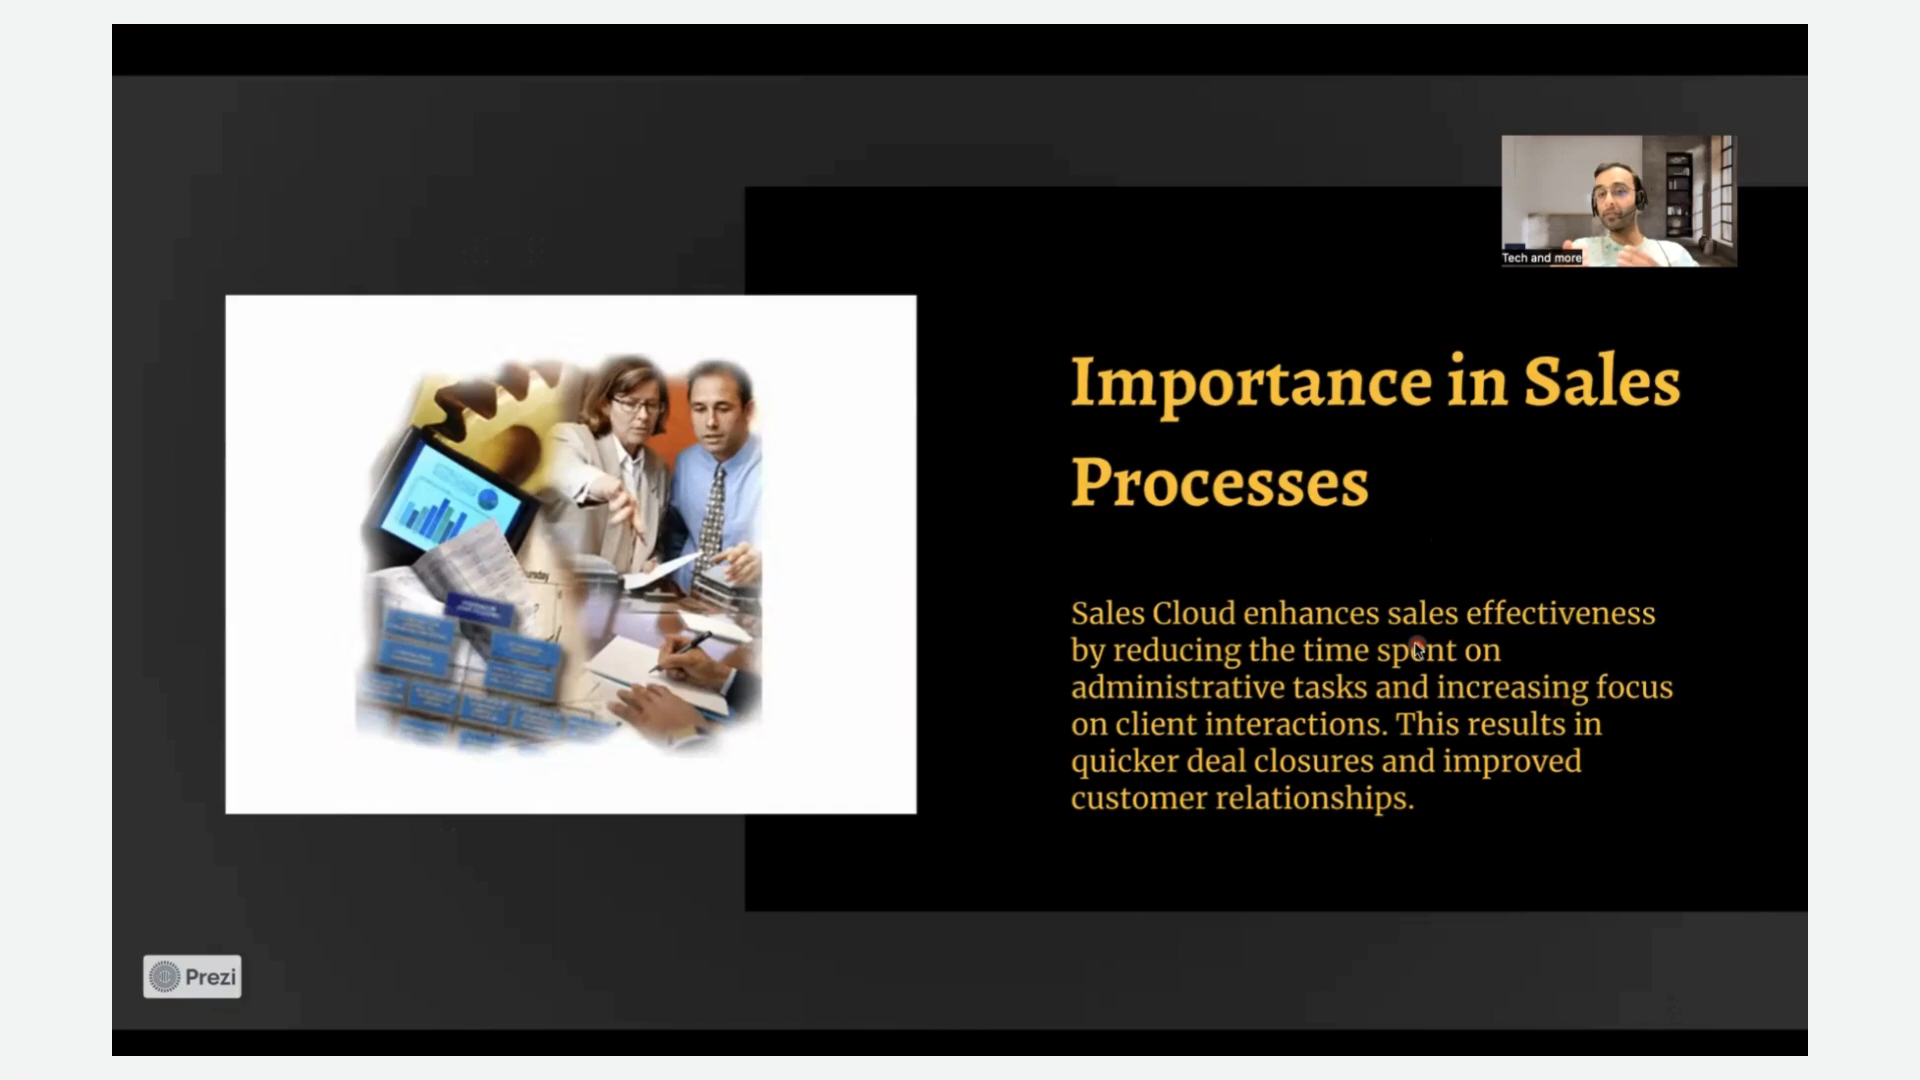 Tech and more
Importance in Sales
Processes
Sales Cloud enhances sales effectiveness
by reducing the time spent on
administrative tasks and increasing focus
on client interactions. This results in
quicker deal closures and improved
customer relationships.
Prezi